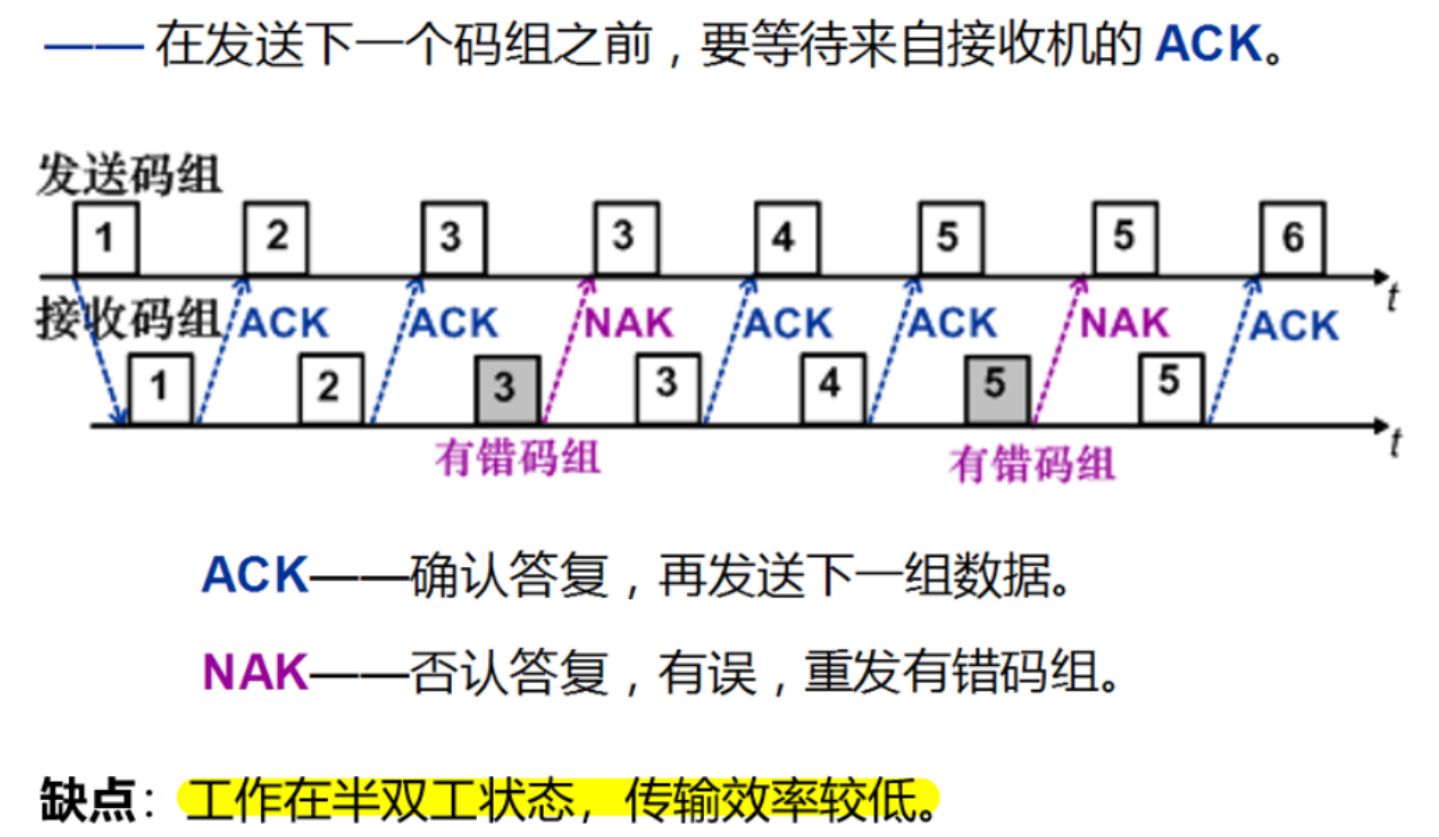 —— 在发送下一个码组之前，要等待来自接收机的 ACK。
发送码组
1 2 3 3 4 5 5 6
t
接收码组 ACK ACK NAK ACK ACK NAK ACK
1 2 3 3 4 5 5
t
有错码组 有错码组
ACK——确认答复，再发送下一组数据。
NAK——否认答复，有误，重发有错码组。
缺点：工作在半双工状态，传输效率较低。